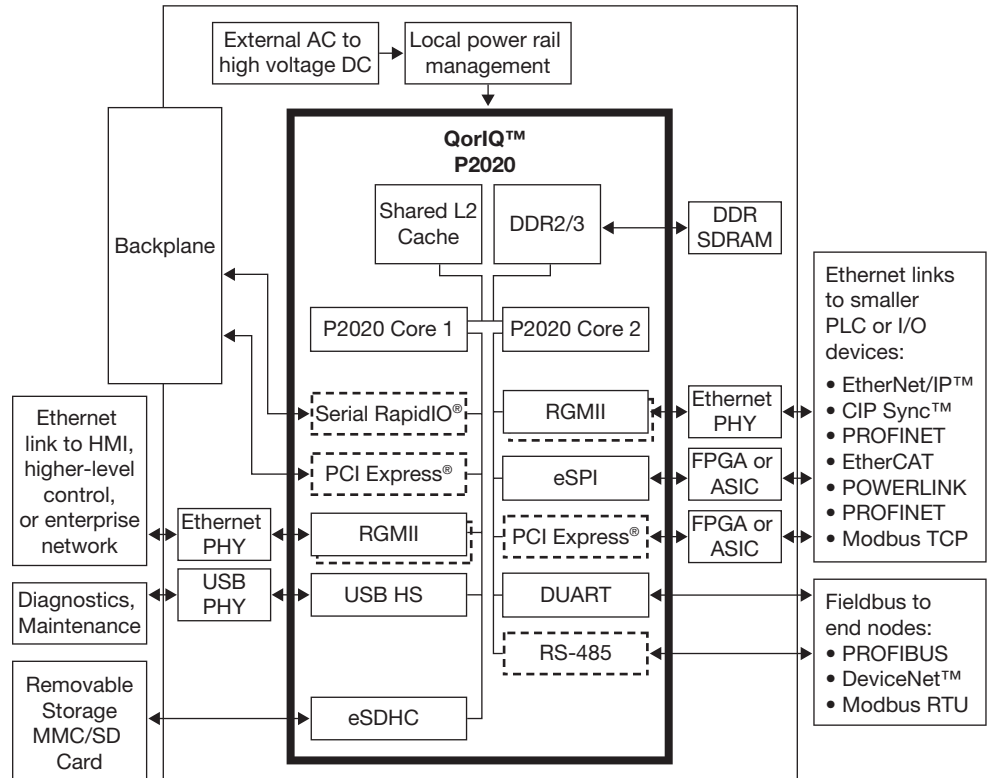 External AC to
high voltage DC
Local power rail
management
QorIQ™
P2020
Backplane
Shared L2
Cache
DDR2/3
DDR
SDRAM
P2020 Core 1
P2020 Core 2
Serial RapidIO®
PCI Express®
RGMII
USB HS
eSDHC
RGMII
eSPI
PCI Express®
DUART
RS-485
Ethernet
link to HMI,
higher-level
control,
or enterprise
network
Ethernet
PHY
Diagnostics,
Maintenance
USB
PHY
Removable
Storage
MMC/SD
Card
Ethernet
PHY
FPGA or
ASIC
FPGA or
ASIC
Ethernet links
to smaller
PLC or I/O
devices:
• EtherNet/IP™
• CIP Sync™
• PROFINET
• EtherCAT
• POWERLINK
• PROFINET
• Modbus TCP
Fieldbus to
end nodes:
• PROFIBUS
• DeviceNet™
• Modbus RTU